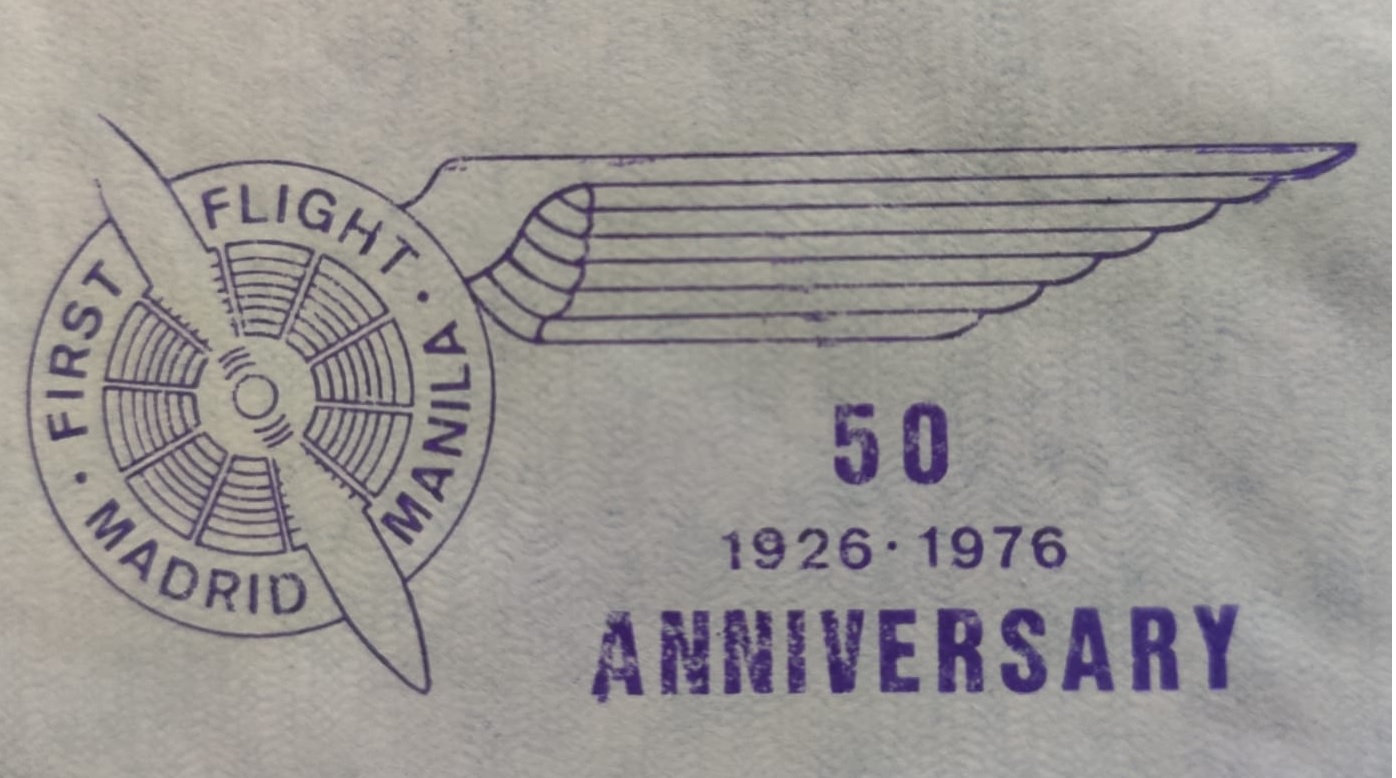 FIRST FLIGHT · MANILA
· MADRID
50
1926·1976
ANNIVERSARY